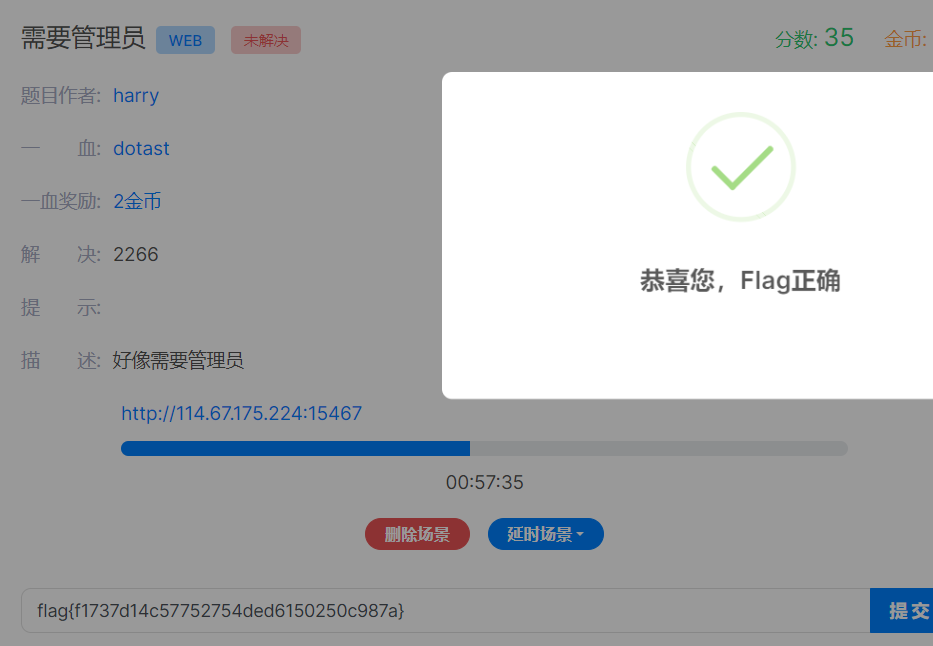 需要管理员 WEB 未解决 分数: 35 金币:
题目作者: harry
一 血: dotast
一血奖励: 2金币
恭喜您，Flag正确
解 决: 2266
提 示:
描 述: 好像需要管理员
http://114.67.175.224:15467
00:57:35
删除场景 延时场景
flag{f1737d14c57752754ded6150250c987a} 提交